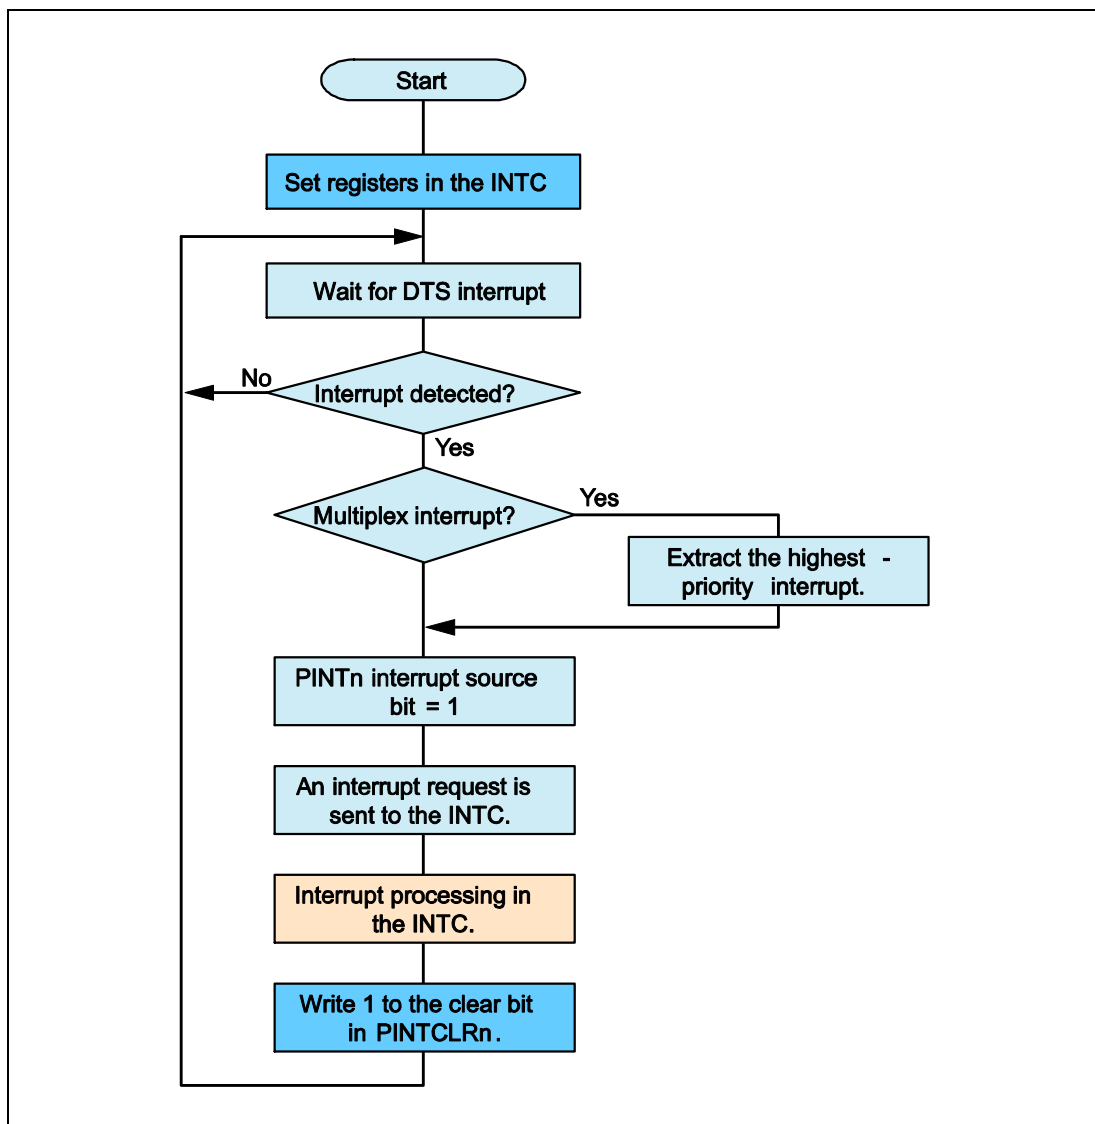 Start
Set registers in the INTC
Wait for DTS interrupt
No
Interrupt detected?
Yes
Multiplex interrupt?
Yes
Extract the highest -
priority interrupt.
PINTn interrupt source
bit = 1
An interrupt request is
sent to the INTC.
Interrupt processing in
the INTC.
Write 1 to the clear bit
in PINTCLRn.